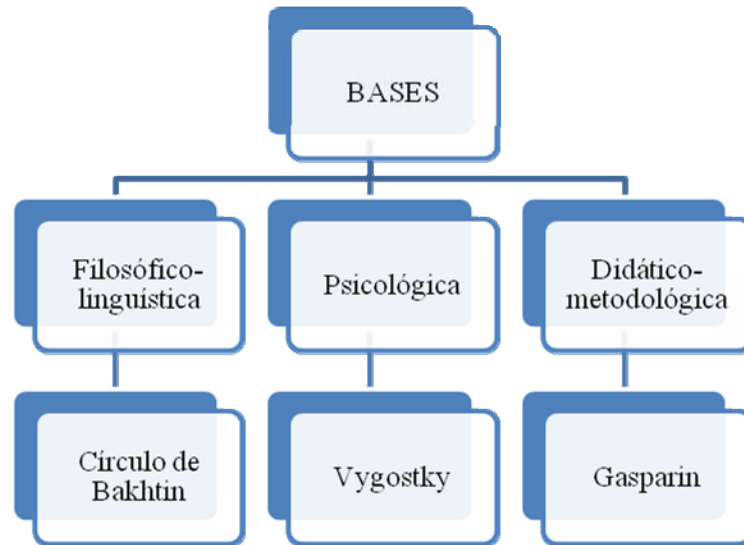 BASES
Filosófico-
linguística
Psicológica
Didático-
metodológica
Círculo de
Bakhtin
Vygostky
Gasparin